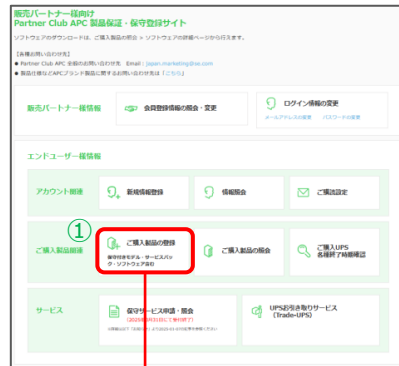 販売パートナー様向け
Partner Club APC 製品保証・保守登録サイト
ソフトウェアのダウンロードは、ご購入製品の照会 > ソフトウェアの詳細ページから行えます。
【各種お問い合わせ先】
● Partner Club APC 全般のお問い合わせ先 Email : japan.marketing@se.com
● 製品仕様などAPCブランド製品に関するお問い合わせ先は「こちら」
販売パートナー様情報
会員登録情報の照会・変更
ログイン情報の変更
メールアドレスの変更 パスワードの変更
エンドユーザー様情報
アカウント関連
新規情報登録
情報照会
ご購読設定
①
ご購入製品関連
ご購入製品の登録
保守付きモデル・サービスパッ
ク・ソフトウェア含む
ご購入製品の照会
ご購入UPS
各種終了時期確認
サービス
保守サービス申請・照会
UPSお引き取りサービス
(Trade-UPS)